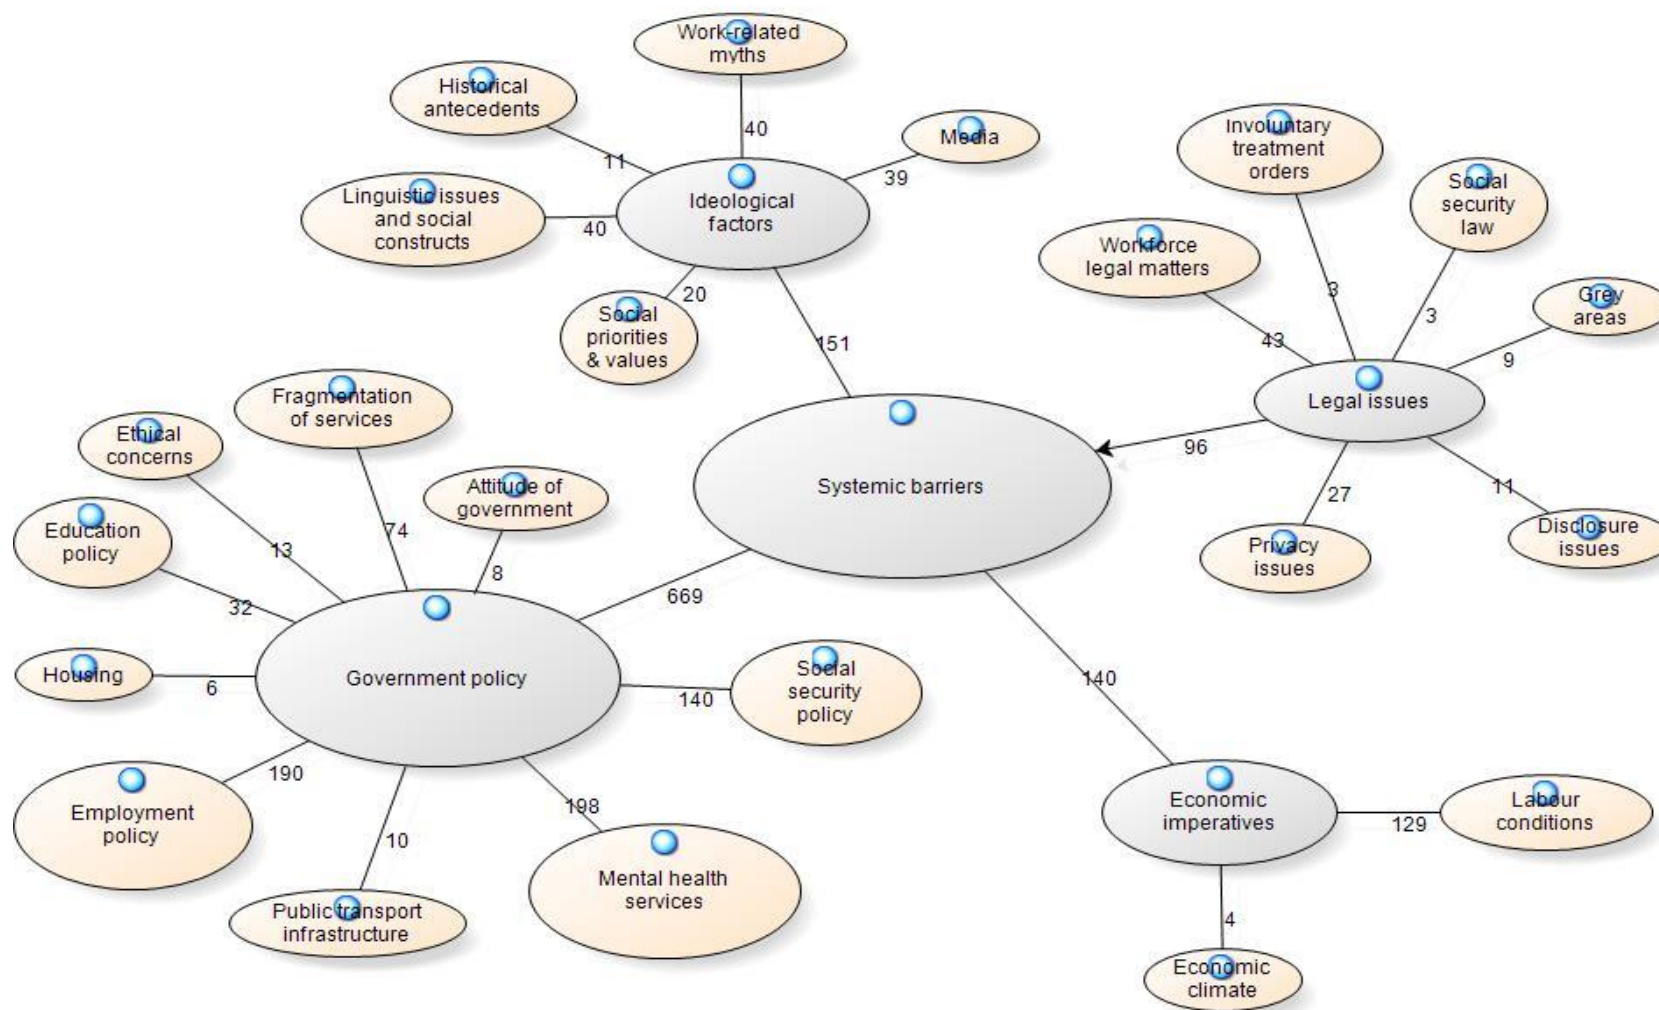 Work-related
myths
Historical
antecedents
40
Media
11
39
Linguistic issues
and social
constructs
40
Ideological
factors
20
Social
priorities
& values
151
Involuntary
treatment
orders
Social
security
law
Workforce
legal matters
3
3
Grey
areas
43
9
Legal issues
96
27
11
Privacy
issues
Disclosure
issues
Systemic barriers
Fragmentation
of services
Ethical
concerns
Attitude of
government
Education
policy
74
13
8
32
669
Housing
6
Government policy
140
Social
security
policy
190
198
10
Employment
policy
Public transport
infrastructure
Mental health
services
140
Economic
imperatives
129
Labour
conditions
4
Economic
climate